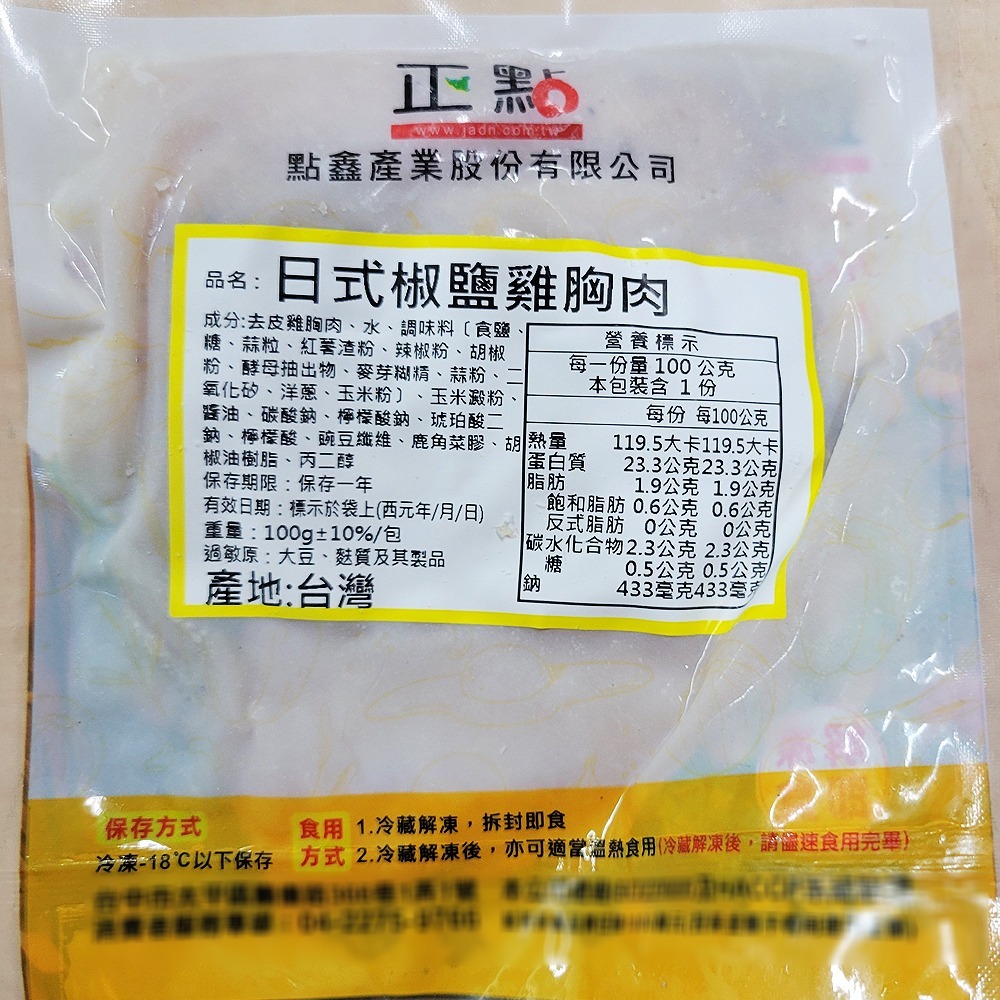 正點
www.jadn.com.tw
點鑫產業股份有限公司
品名: 日式椒鹽雞胸肉
成分:去皮雞胸肉、水、調味料〔食鹽、
糖、蒜粒、紅薯渣粉、辣椒粉、胡椒
粉、酵母抽出物、麥芽糊精、蒜粉、二
氧化矽、洋蔥、玉米粉〕、玉米澱粉、
醬油、碳酸鈉、檸檬酸鈉、琥珀酸二
鈉、檸檬酸、豌豆纖維、鹿角菜膠、胡
椒油樹脂、丙二醇
保存期限：保存一年
有效日期：標示於袋上(西元年/月/日)
重量：100g±10%/包
過敏原：大豆、麩質及其製品
產地:台灣
營養標示
每一份量 100 公克
本包裝含 1 份
每份 每100公克
熱量 119.5大卡 119.5大卡
蛋白質 23.3公克 23.3公克
脂肪 1.9公克 1.9公克
飽和脂肪 0.6公克 0.6公克
反式脂肪 0公克 0公克
碳水化合物 2.3公克 2.3公克
糖 0.5公克 0.5公克
鈉 433毫克 433毫克
保存方式
冷凍-18℃以下保存
食用方式
1.冷藏解凍，拆封即食
2.冷藏解凍後，亦可適當溫熱食用(冷藏解凍後，請儘速食用完畢)